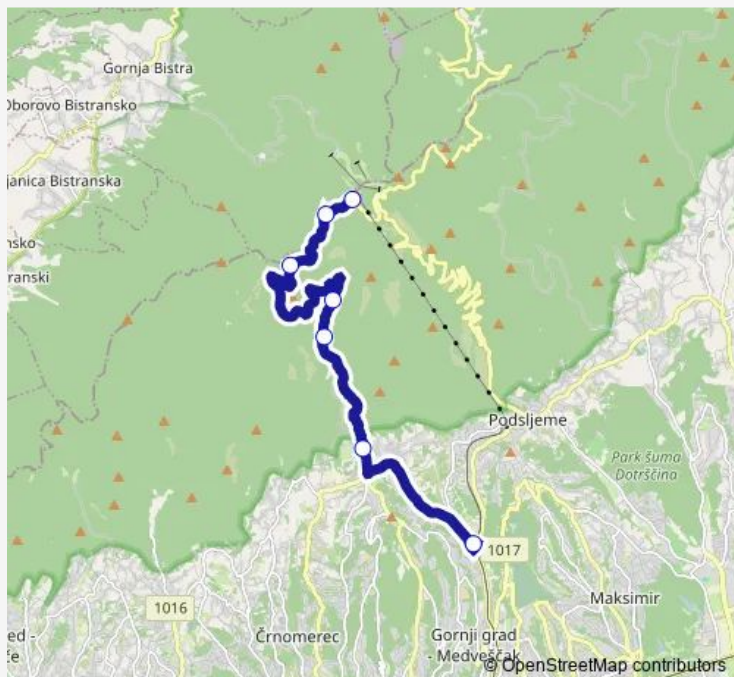 Gornja Bistra
Oborovo Bistransko
janica Bistranska
nsko
ranski
Podsljeme
Park šuma
Dotrščina
1017
1016
Maksimir
Črnomerec
Gornji grad
- Medveščak
ed -
če
© OpenStreetMap contributors